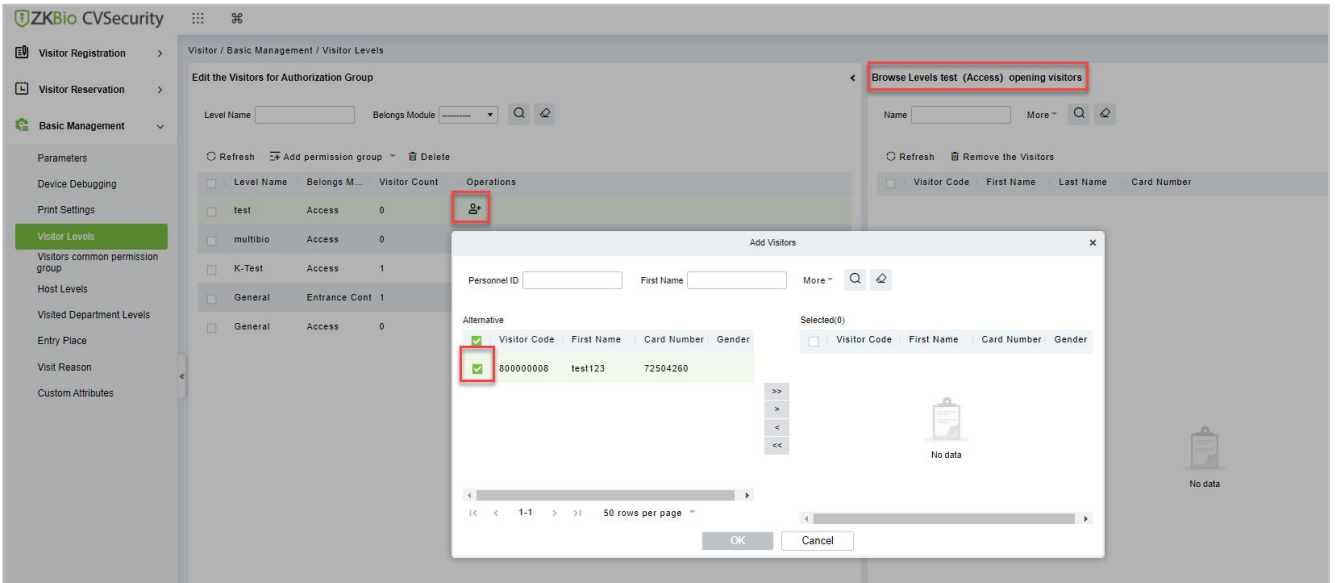 ZKBio CVSecurity
Visitor Registration >
Visitor Reservation >
Basic Management
Parameters
Device Debugging
Print Settings
Visitor Levels
Visitors common permission
group
Host Levels
Visited Department Levels
Entry Place
Visit Reason
Custom Attributes
Visitor / Basic Management / Visitor Levels
Edit the Visitors for Authorization Group
Level Name Belongs Module ----------
Refresh Add permission group Delete
Level Name Belongs M... Visitor Count Operations
test Access 0
multibio Access 0
K-Test Access 1
General Entrance Cont 1
General Access 0
Browse Levels test (Access) opening visitors
Name More
Refresh Remove the Visitors
Visitor Code First Name Last Name Card Number
No data
Add Visitors x
Personnel ID First Name More
Alternative
Visitor Code First Name Card Number Gender
800000008 test123 72504260
>>
>
<
<<
Selected(0)
Visitor Code First Name Card Number Gender
No data
|< < 1-1 > >| 50 rows per page
OK Cancel